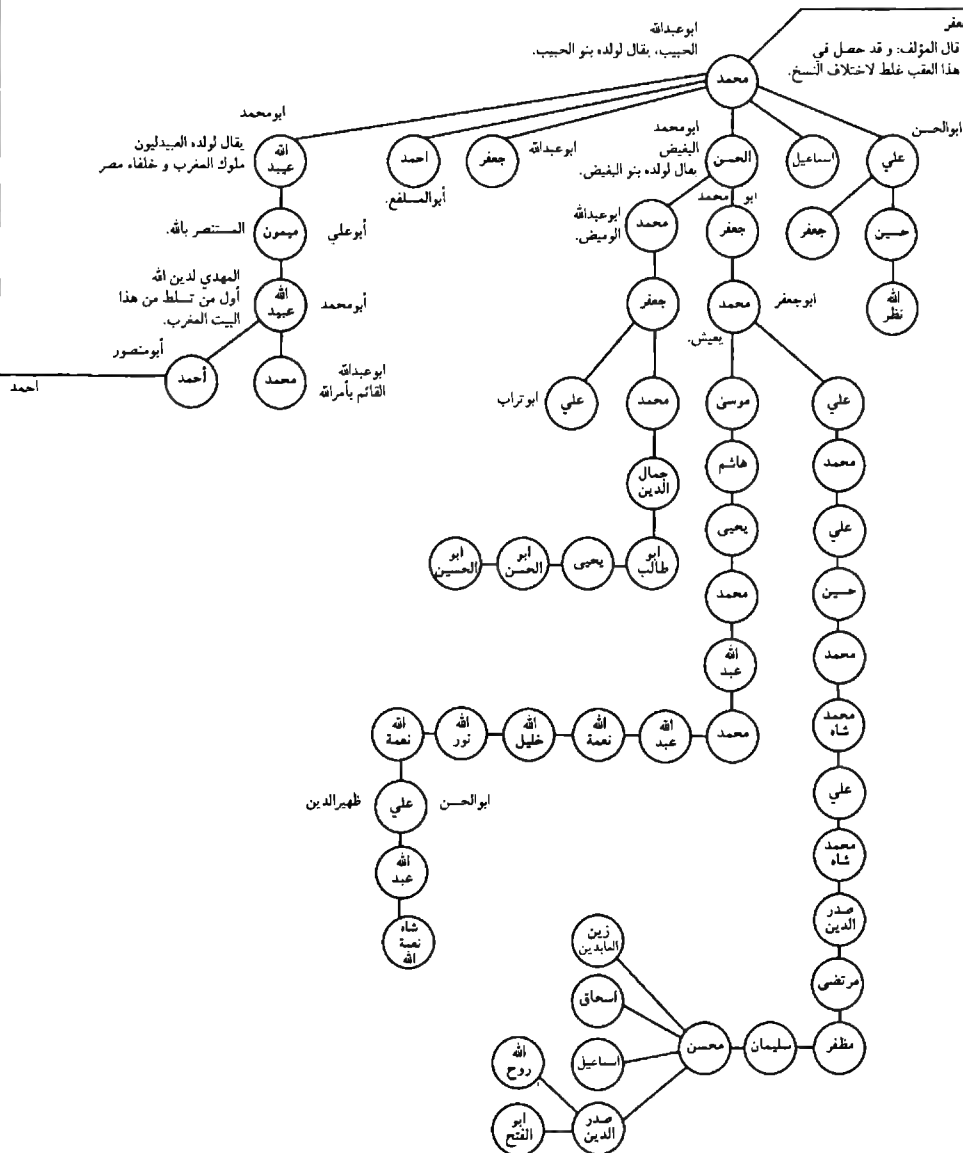 جعفر
قال المؤلف: و قد حصل في
هذا العقب غلط لاختلاف النسخ.
ابوعبدالله
الحبيب، يقال لولده بنو الحبيب.
محمد
ابوالحسن
علي
اسماعيل
ابومحمد
البغيض
يقال لولده بنو البغيض.
الحسن
ابوعبدالله
جعفر
احمد
أبوالمسلفع.
ابومحمد
يقال لولده العبيدليون
ملوك المغرب و خلفاء مصر
الله
عبيد
حسين
جعفر
ابو محمد
جعفر
ابوعبدالله
الوميض.
محمد
أبوعلي
ميمون
المستنصر بالله.
الله
نظر
ابوجعفر
محمد
يعيش.
جعفر
أبومحمد
الله
عبيد
المهدي لدين الله
أول من تسلط من هذا
البيت المغرب.
ابوعبدالله
القائم بأمرالله
محمد
أبومنصور
أحمد
احمد
علي
موسى
محمد
علي
ابوتراب
محمد
هاشم
جمال
الدين
علي
يحيى
ابو
طالب
يحيى
ابو
الحسن
ابو
الحسين
حسين
محمد
محمد
الله
عبد
محمد
شاه
محمد
الله
عبد
الله
نعمة
الله
خليل
الله
نور
الله
نعمة
علي
ابوالحسن
علي
ظهيرالدين
محمد
شاه
الله
عبد
صدر
الدين
شاه
نعمة
الله
زين
العابدين
مرتضى
اسحاق
مظفر
سليمان
محسن
اسماعيل
الله
روح
صدر
الدين
ابو
الفتح